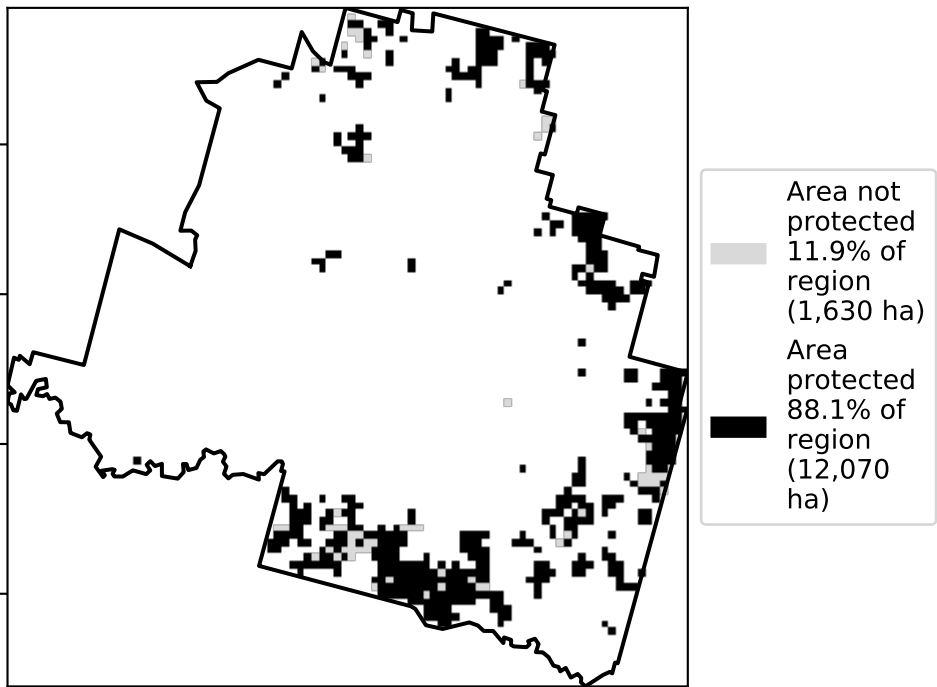 Area not
protected
11.9% of
region
(1,630 ha)
Area
protected
88.1% of
region
(12,070
ha)